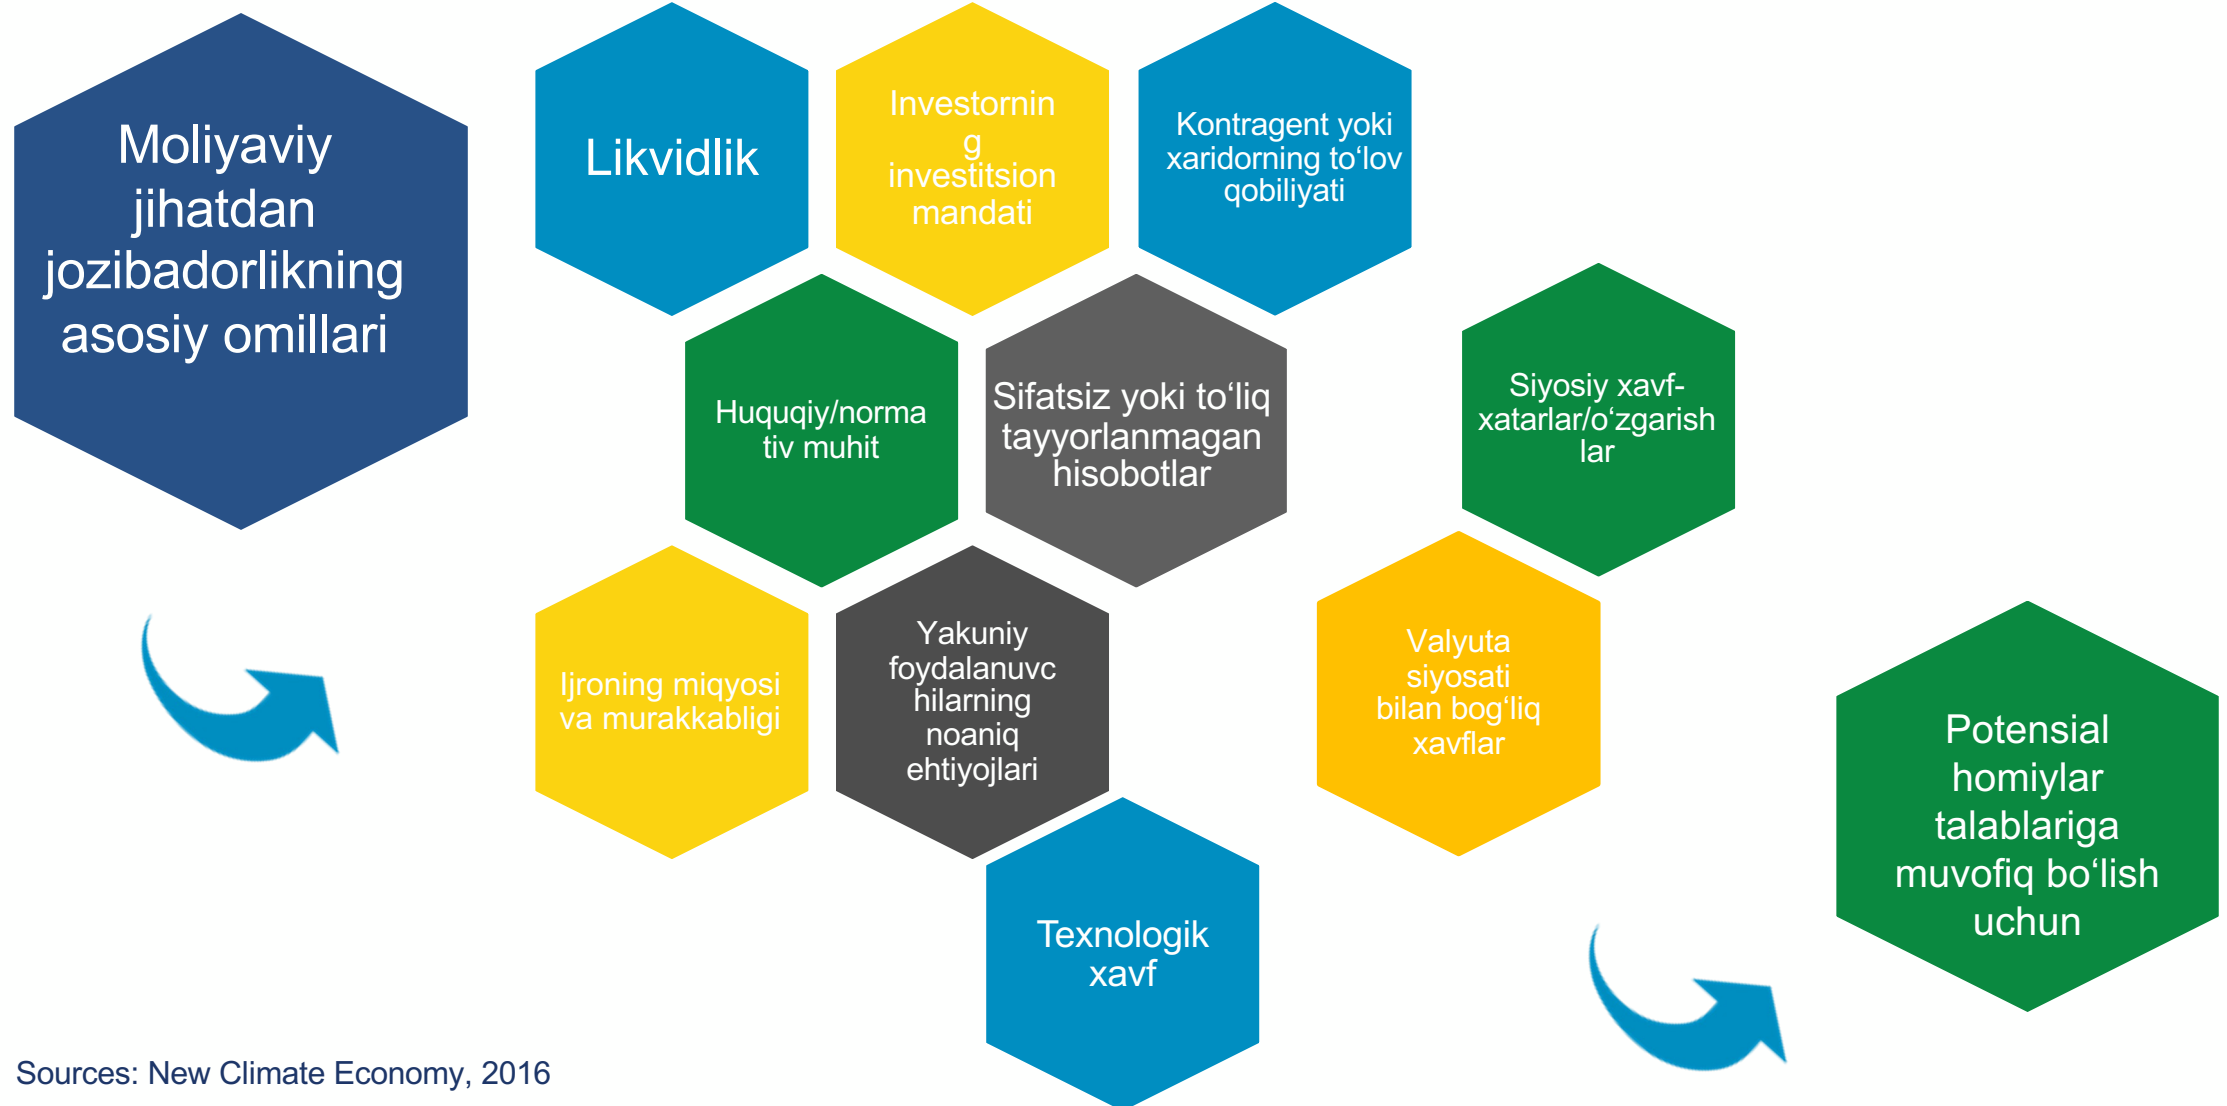 Moliyaviy
jihatdan
jozibadorlikning
asosiy omillari
Likvidlik
Investornin
g
investitsion
mandati
Kontragent yoki
xaridorning to‘lov
qobiliyati
Huquqiy/norma
tiv muhit
Sifatsiz yoki to‘liq
tayyorlanmagan
hisobotlar
Siyosiy xavf-
xatarlar/o‘zgarish
lar
Ijroning miqyosi
va murakkabligi
Yakuniy
foydalanuvc
hilarning
noaniq
ehtiyojlari
Valyuta
siyosati
bilan bog‘liq
xavflar
Texnologik
xavf
Potensial
homiylar
talablariga
muvofiq bo‘lish
uchun
Sources: New Climate Economy, 2016